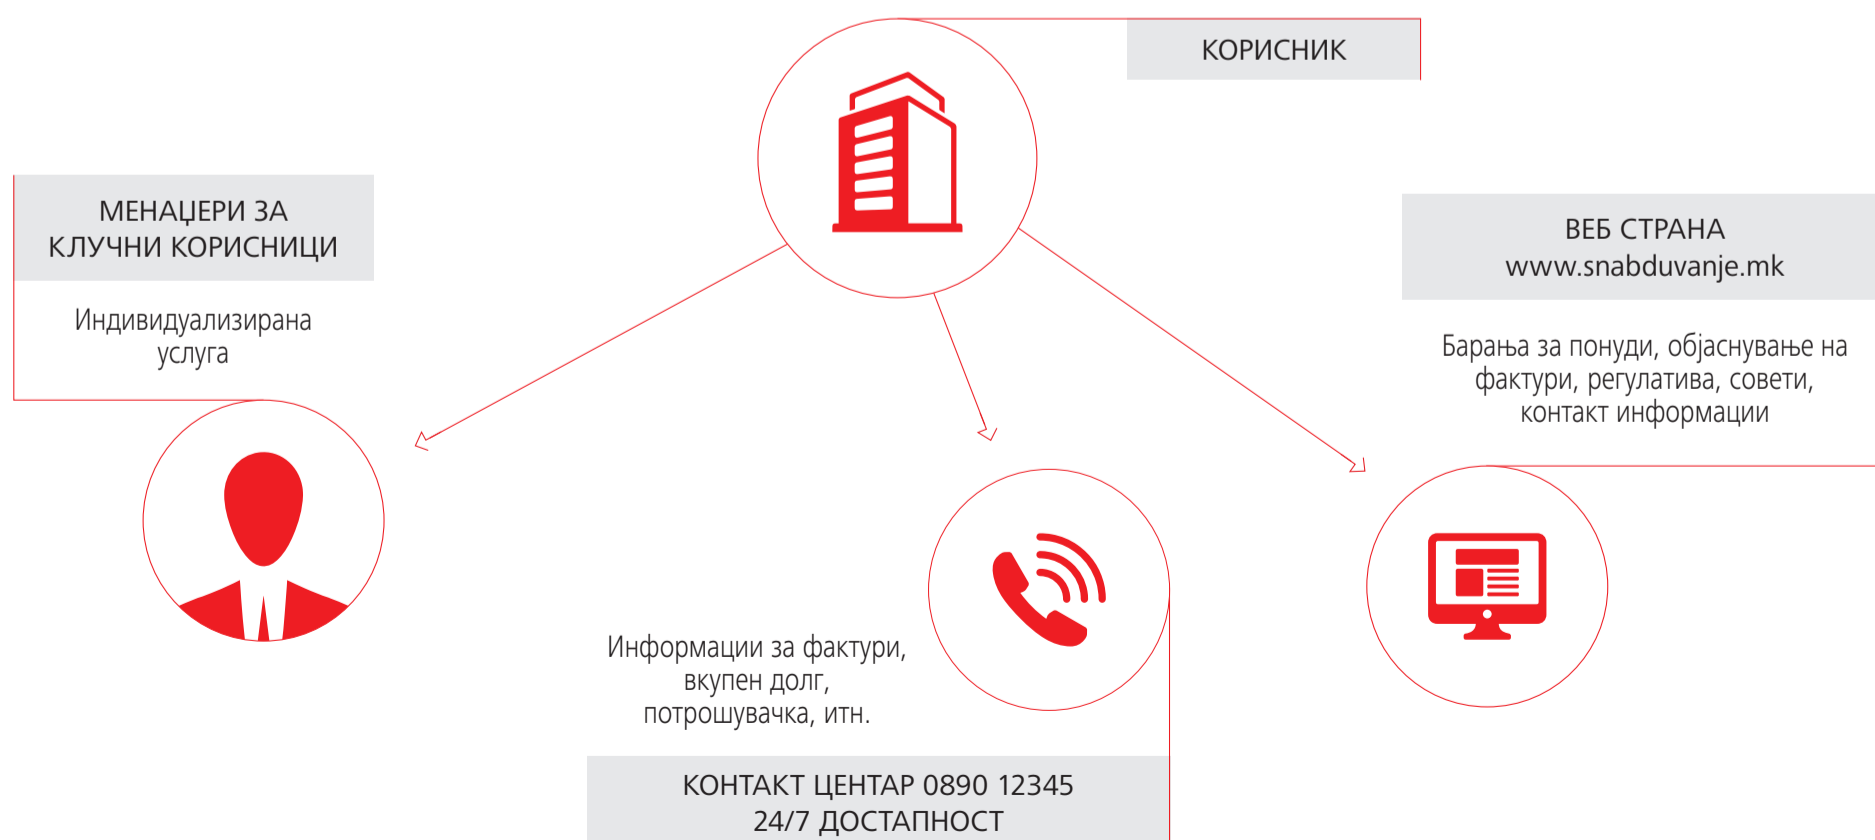 КОРИСНИК
МЕНАЏЕРИ ЗА
КЛУЧНИ КОРИСНИЦИ
Индивидуализирана
услуга
ВЕБ СТРАНА
www.snabduvanje.mk
Барања за понуди, објаснување на
фактури, регулатива, совети,
контакт информации
Информации за фактури,
вкупен долг,
потрошувачка, итн.
КОНТАКТ ЦЕНТАР 0890 12345
24/7 ДОСТАПНОСТ